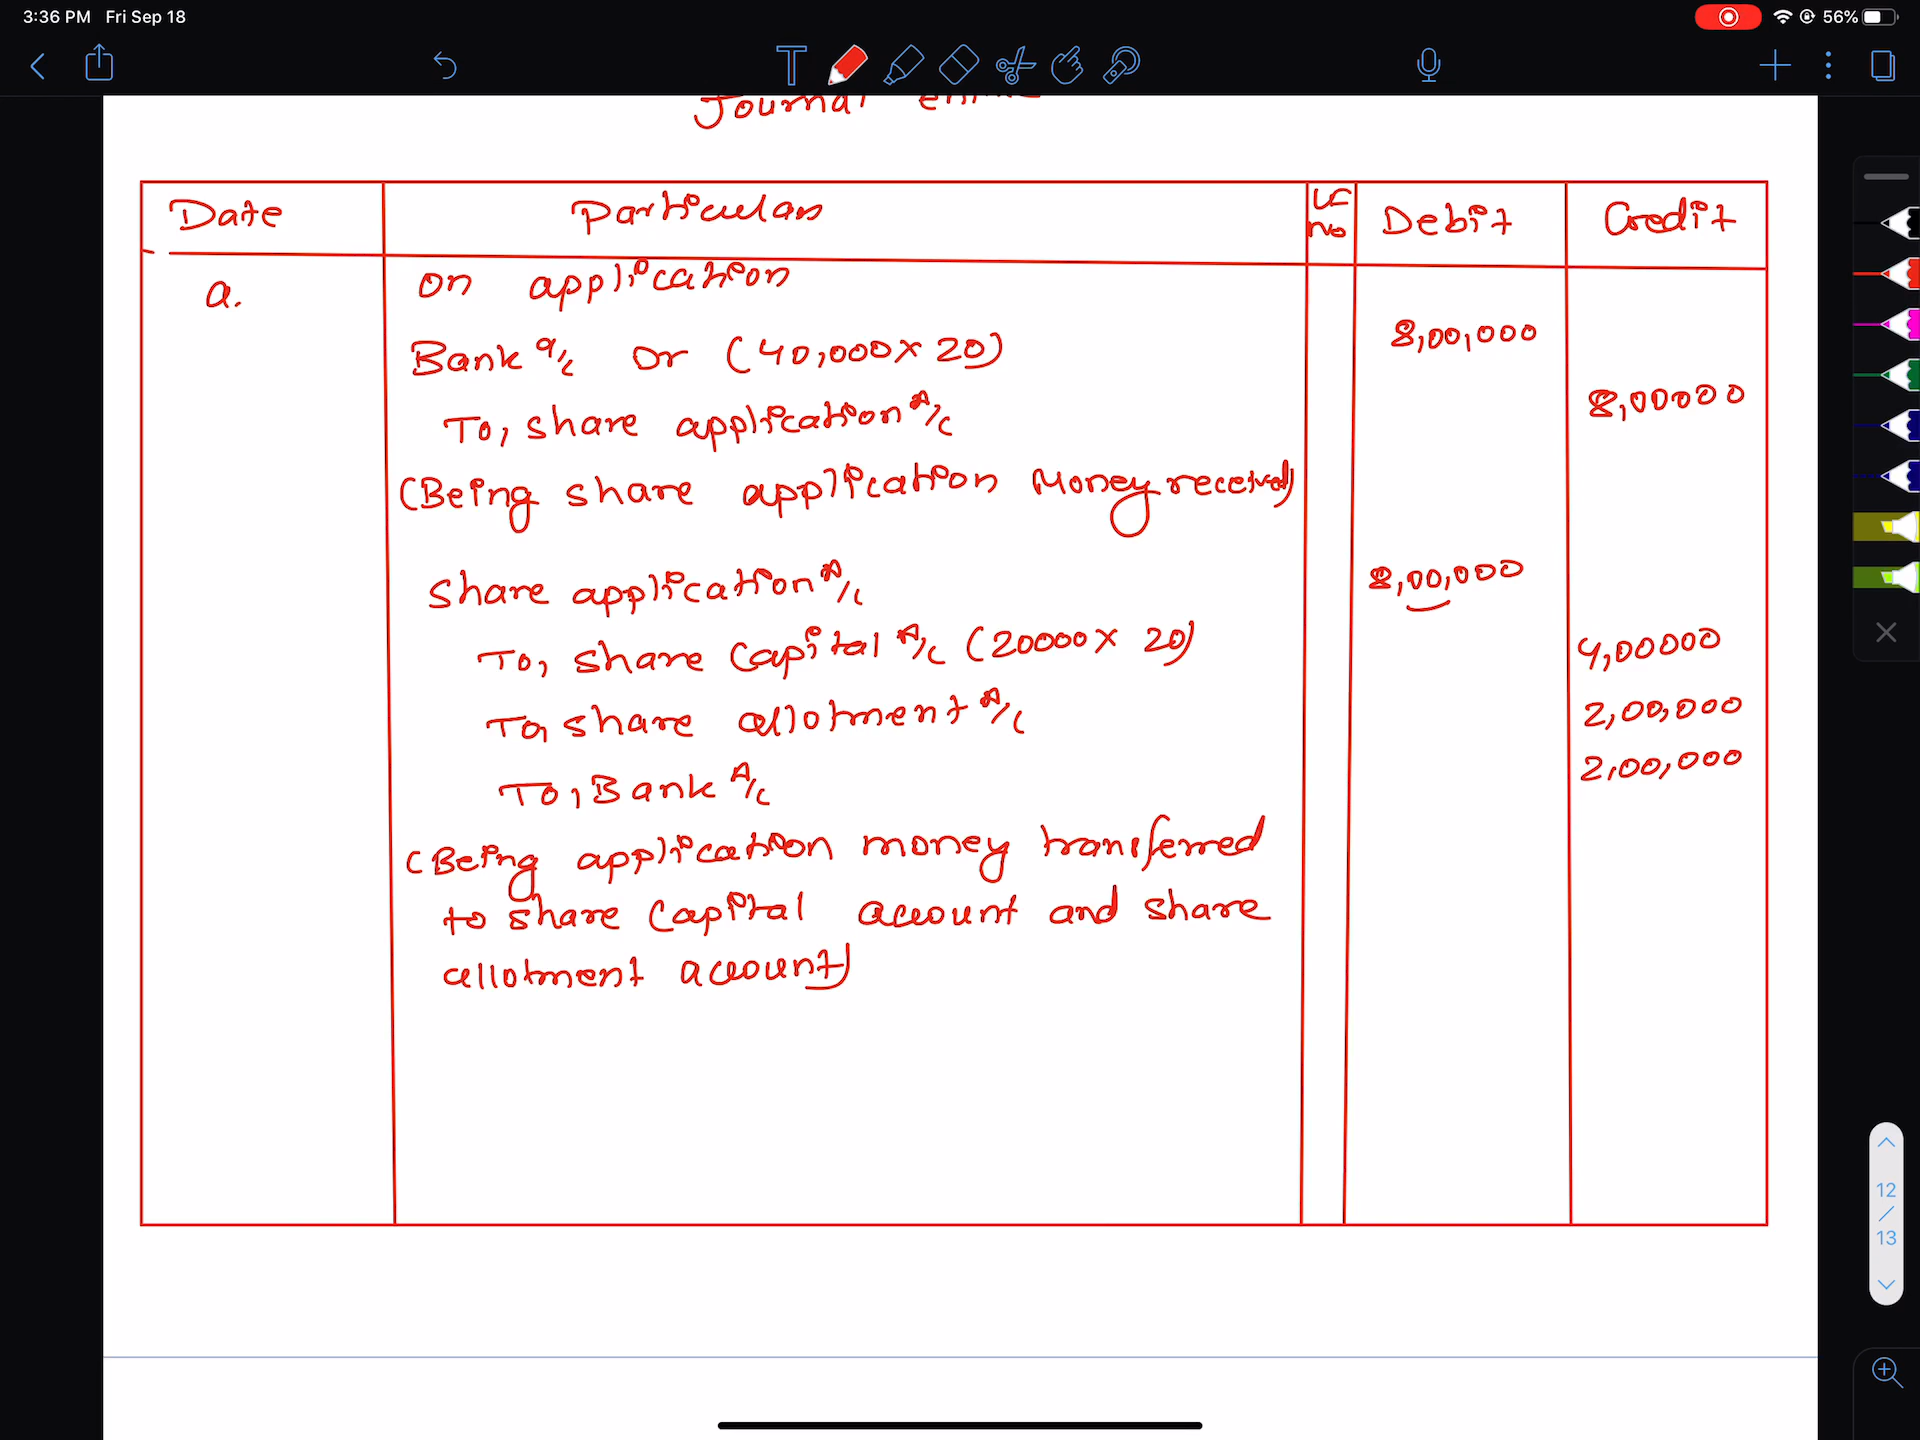 3:36 PM Fri Sep 18
56%
Journal
Date Particulars LF no Debit Credit
a. on application
Bank a/c Dr (40,000 x 20) 8,00,000
To, share application A/c 8,00000
(Being share application Money received)
Share application A/c 8,00,000
To, share Capital A/c (20000 x 20) 4,00000
To, share allotment A/c 2,00,000
To, Bank A/c 2,00,000
(Being application money transferred
to share Capital account and share
allotment account)
12
/
13